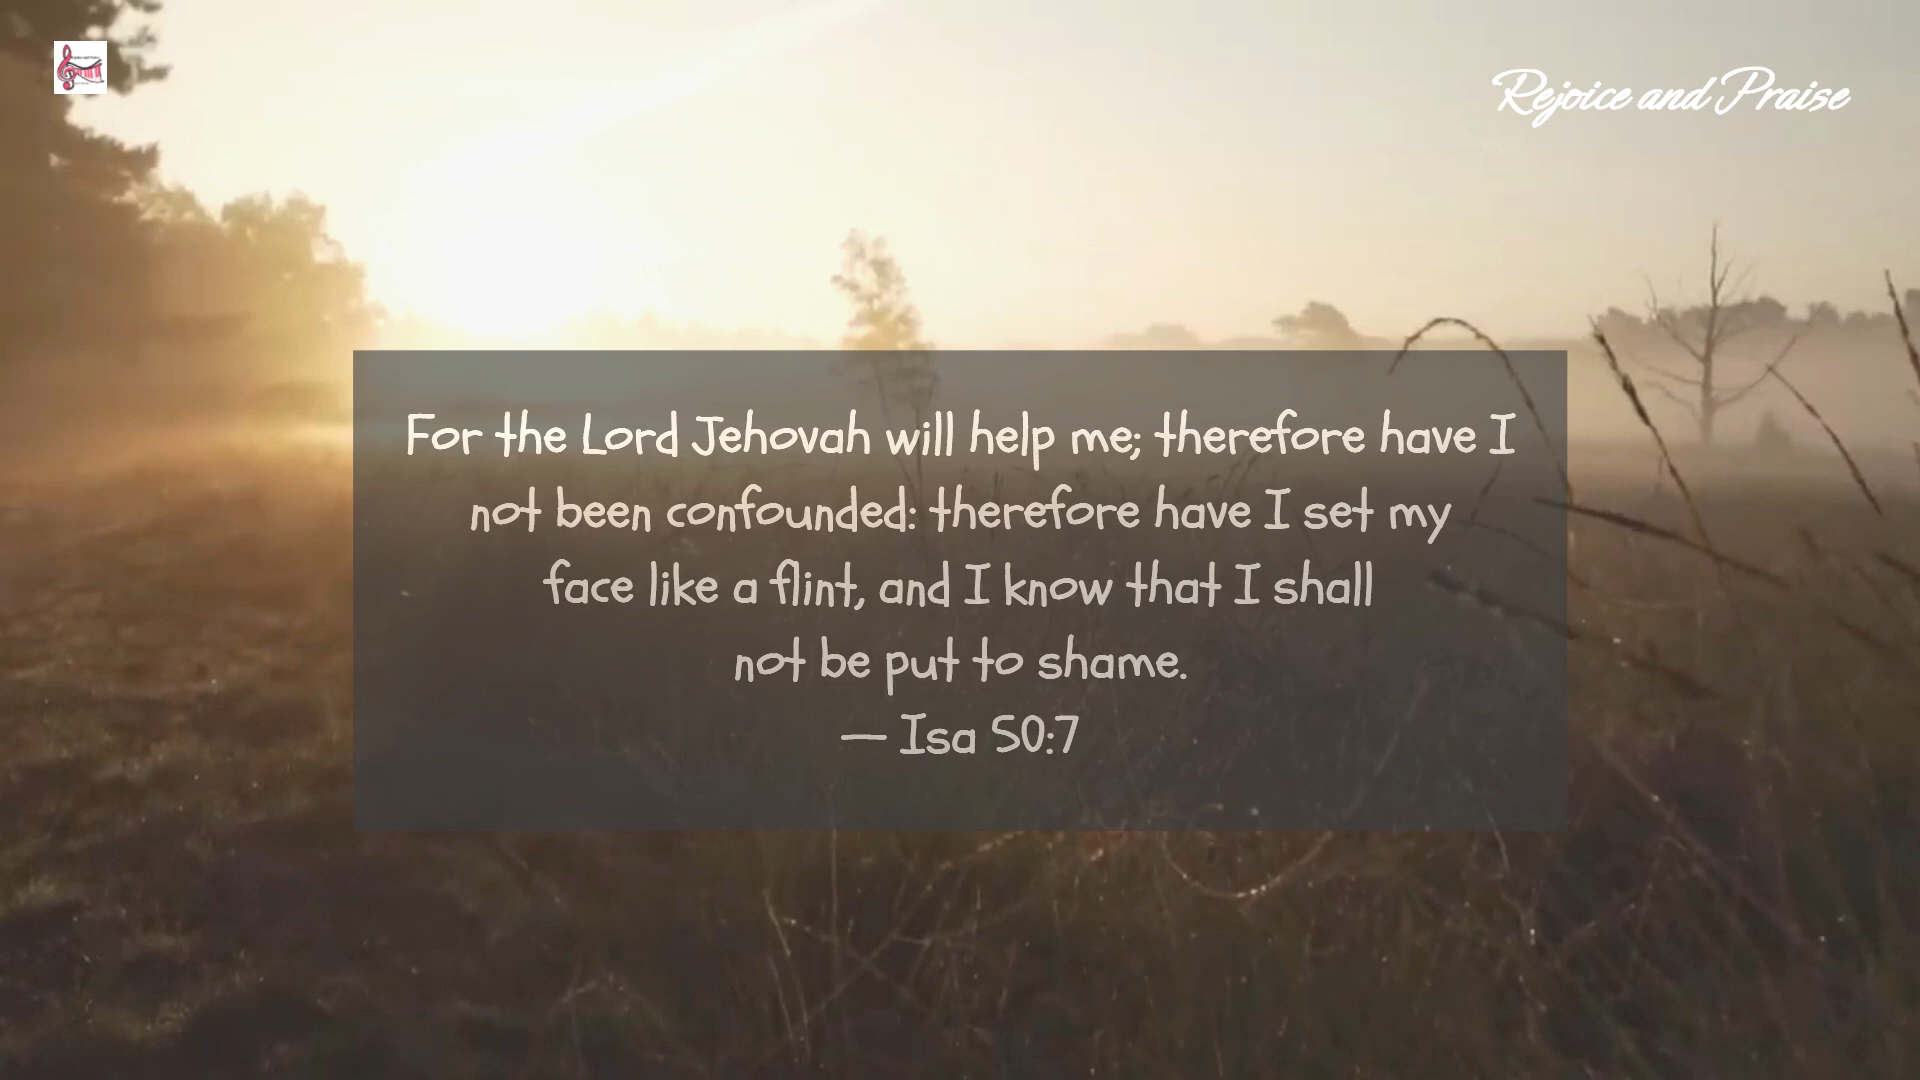 Rejoice and Praise
For the Lord Jehovah will help me; therefore have I
not been confounded: therefore have I set my
face like a flint, and I know that I shall
not be put to shame.
— Isa 50:7